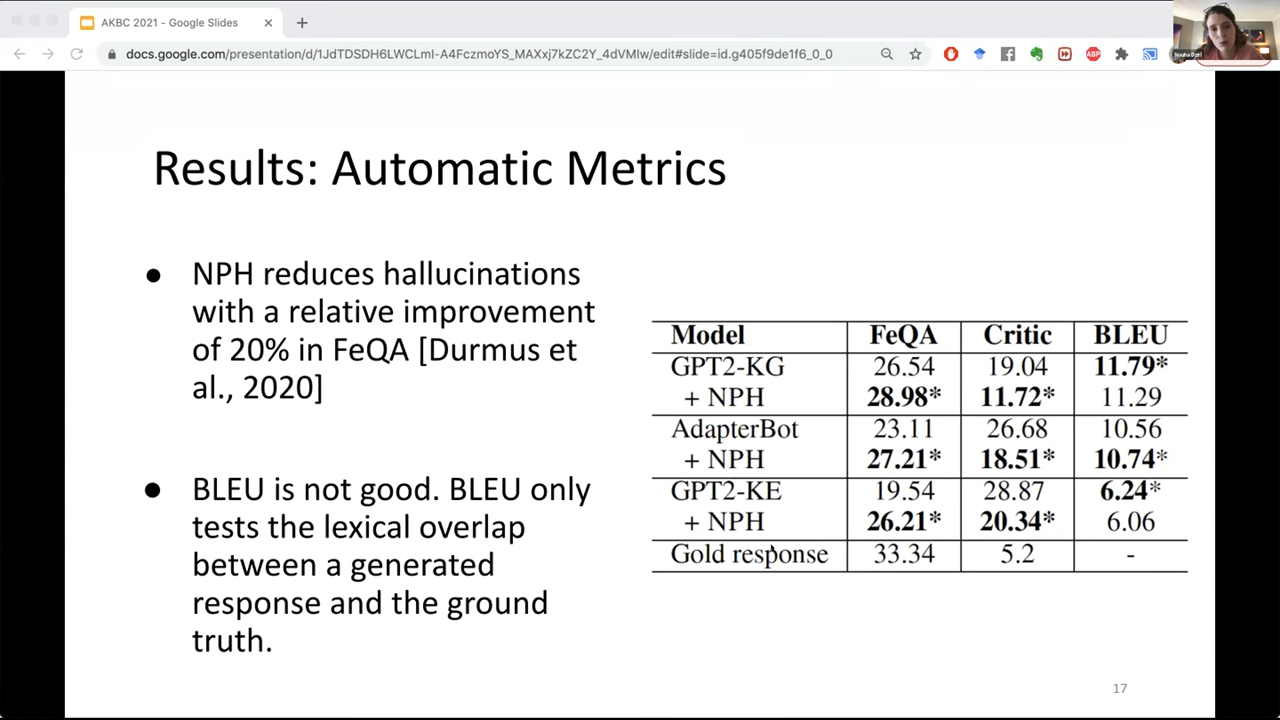 AKBC 2021 - Google Slides
docs.google.com/presentation/d/1JdTDSDH6LWCLmI-A4FczmoYS_MAXxi7kZC2Y_4dVMIw/edit#slide=id.g405f9de1f6_0_0
ABP
Results: Automatic Metrics
● NPH reduces hallucinations
with a relative improvement
of 20% in FeQA [Durmus et
al., 2020]
● BLEU is not good. BLEU only
tests the lexical overlap
between a generated
response and the ground
truth.
Model FeQA Critic BLEU
GPT2-KG 26.54 19.04 11.79*
+ NPH 28.98* 11.72* 11.29
AdapterBot 23.11 26.68 10.56
+ NPH 27.21* 18.51* 10.74*
GPT2-KE 19.54 28.87 6.24*
+ NPH 26.21* 20.34* 6.06
Gold response 33.34 5.2 -
17